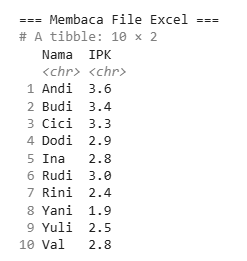 === Membaca File Excel ===
# A tibble: 10 × 2
Nama IPK
<chr> <chr>
1 Andi 3.6
2 Budi 3.4
3 Cici 3.3
4 Dodi 2.9
5 Ina 2.8
6 Rudi 3.0
7 Rini 2.4
8 Yani 1.9
9 Yuli 2.5
10 Val 2.8